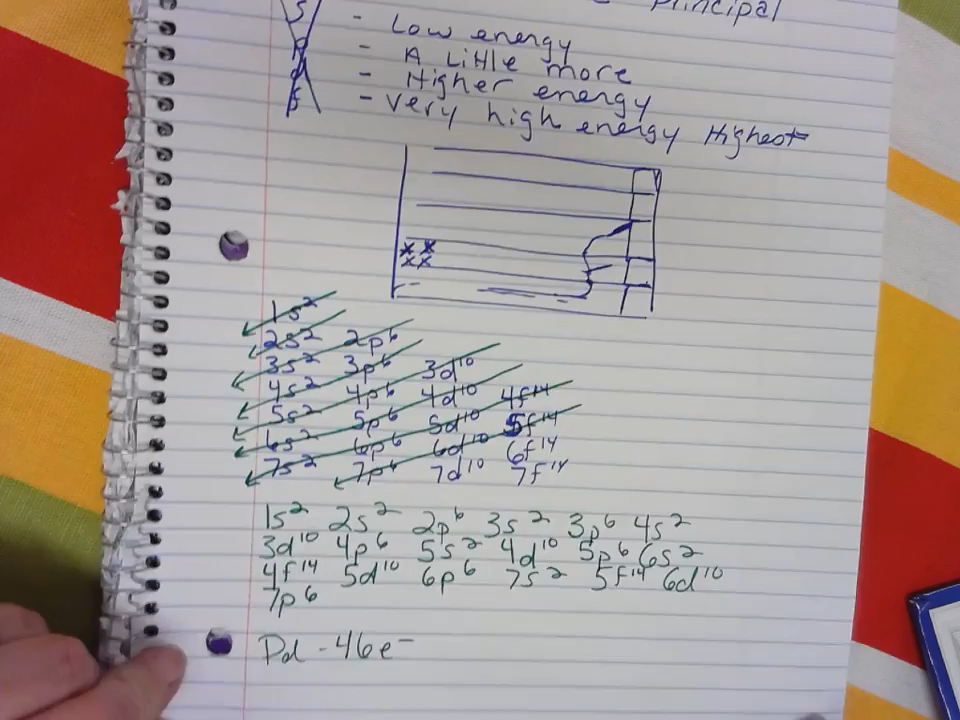 Principal
s - Low energy
p - A little more
d - Higher energy
f - very high energy Highest
x x
x x
1s²
2s² 2p⁶
3s² 3p⁶ 3d¹⁰
4s² 4p⁶ 4d¹⁰ 4f¹⁴
5s² 5p⁶ 5d¹⁰ 5f¹⁴
6s² 6p⁶ 6d¹⁰ 6f¹⁴
7s² 7p⁶ 7d¹⁰ 7f¹⁴
1s² 2s² 2p⁶ 3s² 3p⁶ 4s²
3d¹⁰ 4p⁶ 5s² 4d¹⁰ 5p⁶ 6s²
4f¹⁴ 5d¹⁰ 6p⁶ 7s² 5f¹⁴ 6d¹⁰
7p⁶
Pd - 46e⁻